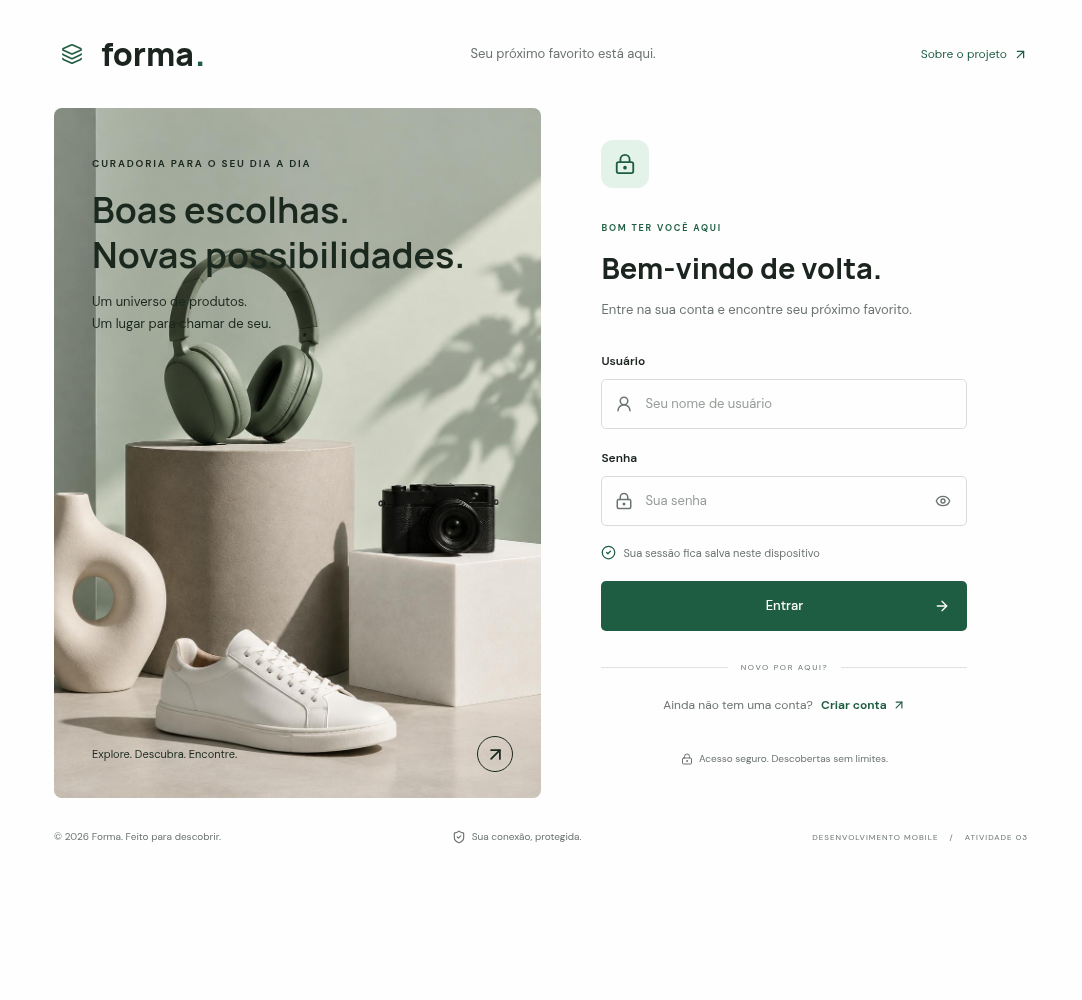 forma.
Seu próximo favorito está aqui.
Sobre o projeto
CURADORIA PARA O SEU DIA A DIA
Boas escolhas.
Novas possibilidades.
Um universo de produtos.
Um lugar para chamar de seu.
Explore. Descubra. Encontre.
BOM TER VOCÊ AQUI
Bem-vindo de volta.
Entre na sua conta e encontre seu próximo favorito.
Usuário
Seu nome de usuário
Senha
Sua senha
Sua sessão fica salva neste dispositivo
Entrar
NOVO POR AQUI?
Ainda não tem uma conta? Criar conta
Acesso seguro. Descobertas sem limites.
© 2026 Forma. Feito para descobrir.
Sua conexão, protegida.
DESENVOLVIMENTO MOBILE / ATIVIDADE 03